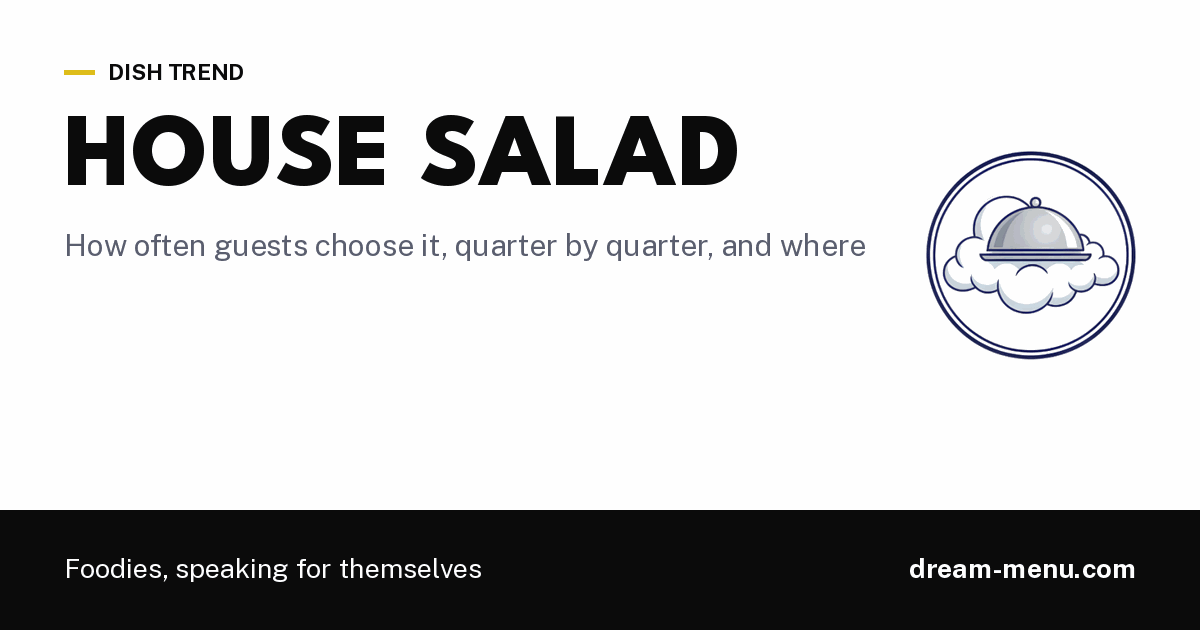 DISH TREND
HOUSE SALAD
How often guests choose it, quarter by quarter, and where
Foodies, speaking for themselves
dream-menu.com